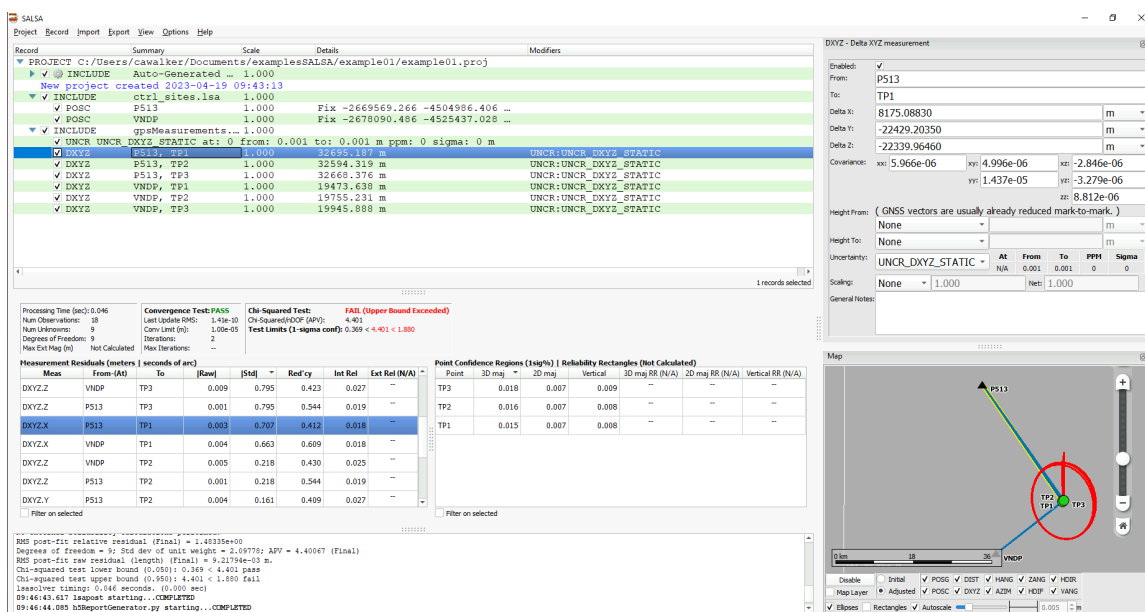 SALSA
Project Record Import Export View Options Help
Record Summary Scale Details Modifiers
PROJECT C:/Users/cawalker/Documents/examplesSALSA/example01/example01.proj
INCLUDE Auto-Generated … 1.000
New project created 2023-04-19 09:43:13
INCLUDE ctrl_sites.lsa 1.000
POSC P513 1.000 Fix -2669569.266 -4504986.406 …
POSC VNDP 1.000 Fix -2678090.486 -4525437.028 …
INCLUDE gpsMeasurements.… 1.000
UNCR UNCR_DXYZ_STATIC at: 0 from: 0.001 to: 0.001 m ppm: 0 sigma: 0 m
DXYZ P513, TP1 1.000 32695.187 m UNCR:UNCR_DXYZ_STATIC
DXYZ P513, TP2 1.000 32594.319 m UNCR:UNCR_DXYZ_STATIC
DXYZ P513, TP3 1.000 32668.376 m UNCR:UNCR_DXYZ_STATIC
DXYZ VNDP, TP1 1.000 19473.638 m UNCR:UNCR_DXYZ_STATIC
DXYZ VNDP, TP2 1.000 19755.231 m UNCR:UNCR_DXYZ_STATIC
DXYZ VNDP, TP3 1.000 19945.888 m UNCR:UNCR_DXYZ_STATIC
1 records selected
Processing Time (sec): 0.046 Convergence Test: PASS Chi-Squared Test: FAIL (Upper Bound Exceeded)
Num Observations: 18 Last Update RMS: 1.41e-10 Chi-Squared/nDOF (APV): 4.401
Num Unknowns: 9 Conv Limit (m): 1.00e-05 Test Limits (1-sigma conf): 0.369 < 4.401 < 1.880
Degrees of Freedom: 9 Iterations: 2
Max Ext Mag (m) Not Calculated Max Iterations: --
Measurement Residuals (meters | seconds of arc)
Meas From-(At) To |Raw| |Std| Red'cy Int Rel Ext Rel (N/A)
DXYZ.Z VNDP TP3 0.009 0.795 0.423 0.027 --
DXYZ.Z P513 TP3 0.001 0.795 0.544 0.019 --
DXYZ.X P513 TP1 0.003 0.707 0.412 0.018 --
DXYZ.X VNDP TP1 0.004 0.663 0.609 0.018 --
DXYZ.Z VNDP TP2 0.005 0.218 0.430 0.025 --
DXYZ.Z P513 TP2 0.001 0.218 0.544 0.019 --
DXYZ.Y P513 TP2 0.004 0.161 0.409 0.027 --
Filter on selected
Point Confidence Regions (1sig%) | Reliability Rectangles (Not Calculated)
Point 3D maj 2D maj Vertical 3D maj RR (N/A) 2D maj RR (N/A) Vertical RR (N/A)
TP3 0.018 0.007 0.009 -- -- --
TP2 0.016 0.007 0.008 -- -- --
TP1 0.015 0.007 0.008 -- -- --
Filter on selected
RMS post-fit relative residual (Final) = 1.48335e+00
Degrees of freedom = 9; Std dev of unit weight = 2.09778; APV = 4.40067 (Final)
RMS post-fit raw residual (length) (Final) = 9.21794e-03 m.
Chi-squared test lower bound (0.050): 0.369 < 4.401 pass
Chi-squared test upper bound (0.950): 4.401 < 1.880 fail
lsasolver timing: 0.046 seconds. (0.000 sec)
09:46:43.617 lsapost starting...COMPLETED
09:46:44.085 h5ReportGenerator.py starting...COMPLETED
DXYZ - Delta XYZ measurement
Enabled:
From: P513
To: TP1
Delta X: 8175.08830 m
Delta Y: -22429.20350 m
Delta Z: -22339.96460 m
Covariance: xx: 5.966e-06 xy: 4.996e-06 xz: -2.846e-06
yy: 1.437e-05 yz: -3.279e-06
zz: 8.812e-06
Height From: ( GNSS vectors are usually already reduced mark-to-mark. )
None m
Height To: None m
Uncertainty: UNCR_DXYZ_STATIC At From To PPM Sigma
N/A 0.001 0.001 0 0
Scaling: None 1.000 Net: 1.000
General Notes:
Map
P513
TP2
TP1 TP3
VNDP
0 km 18 36
Disable Initial POSG DIST HANG ZANG HDIR
Map Layer Adjusted POSC DXYZ AZIM HDIF VANG
Ellipses Rectangles Autoscale 0.005 m